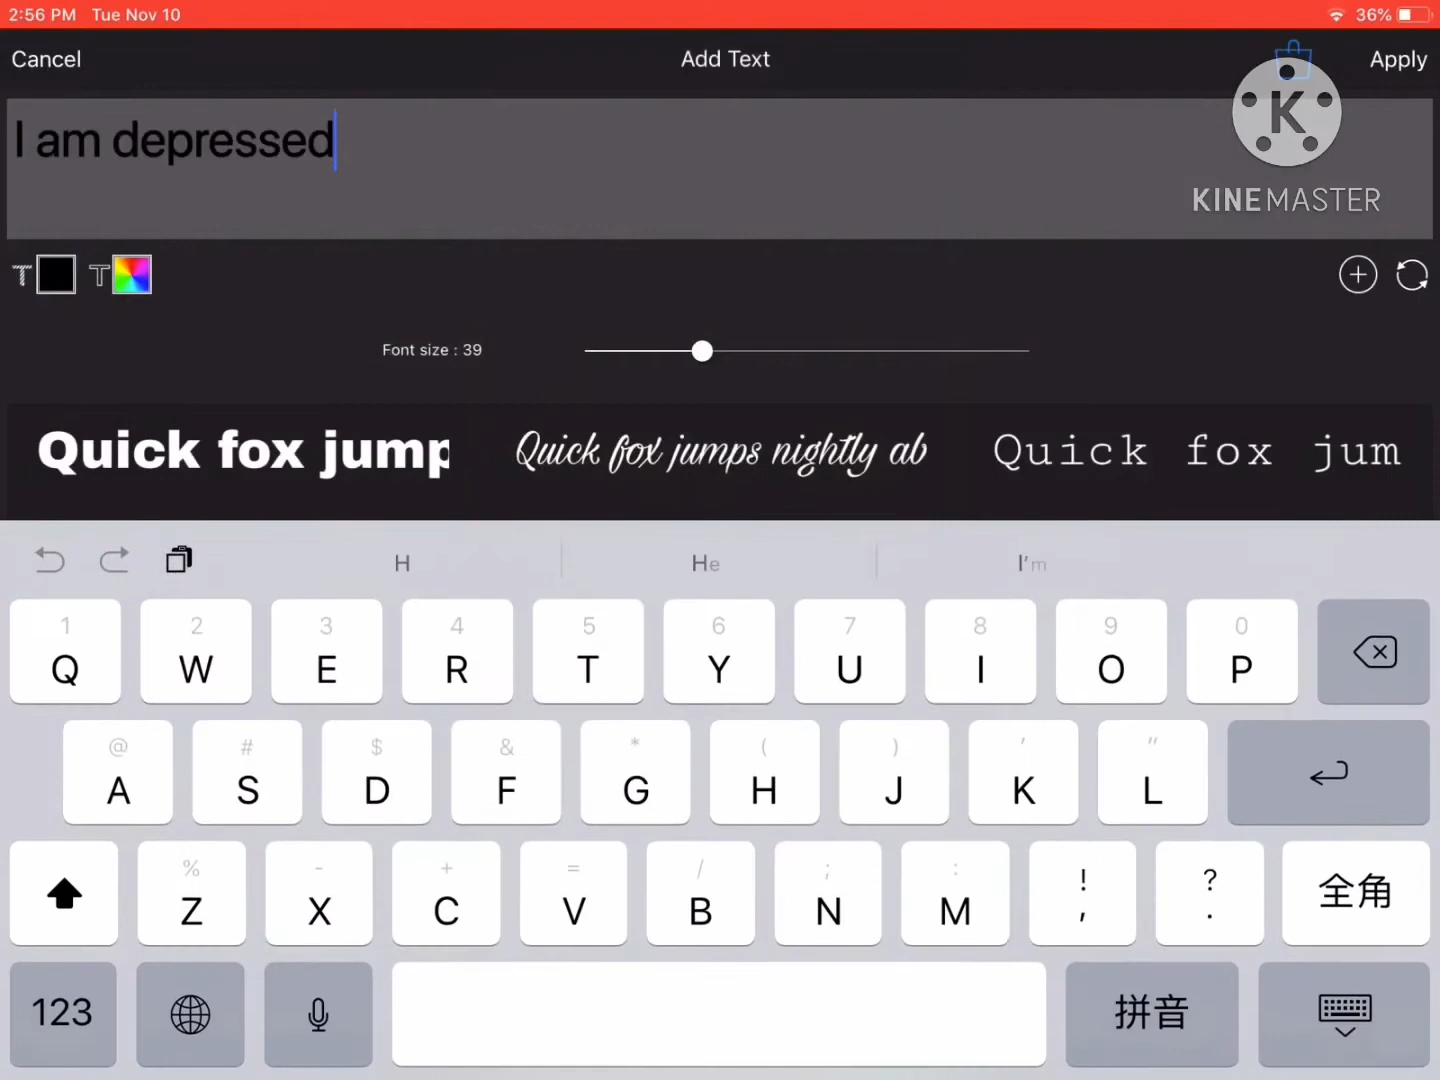 2:56 PM Tue Nov 10 36%
Cancel Add Text Apply
I am depressed
K
KINEMASTER
T T
Font size : 39
Quick fox jump Quick fox jumps nightly ab Quick fox jum
H He I'm
1 2 3 4 5 6 7 8 9 0
Q W E R T Y U I O P
@ # $ & * ( ) ' "
A S D F G H J K L
% - + = / ; : ! ?
Z X C V B N M , . 全角
123 拼音